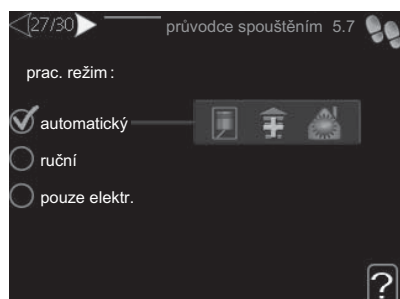 27/30 průvodce spouštěním 5.7
prac. režim :
automatický
ruční
pouze elektr.
?